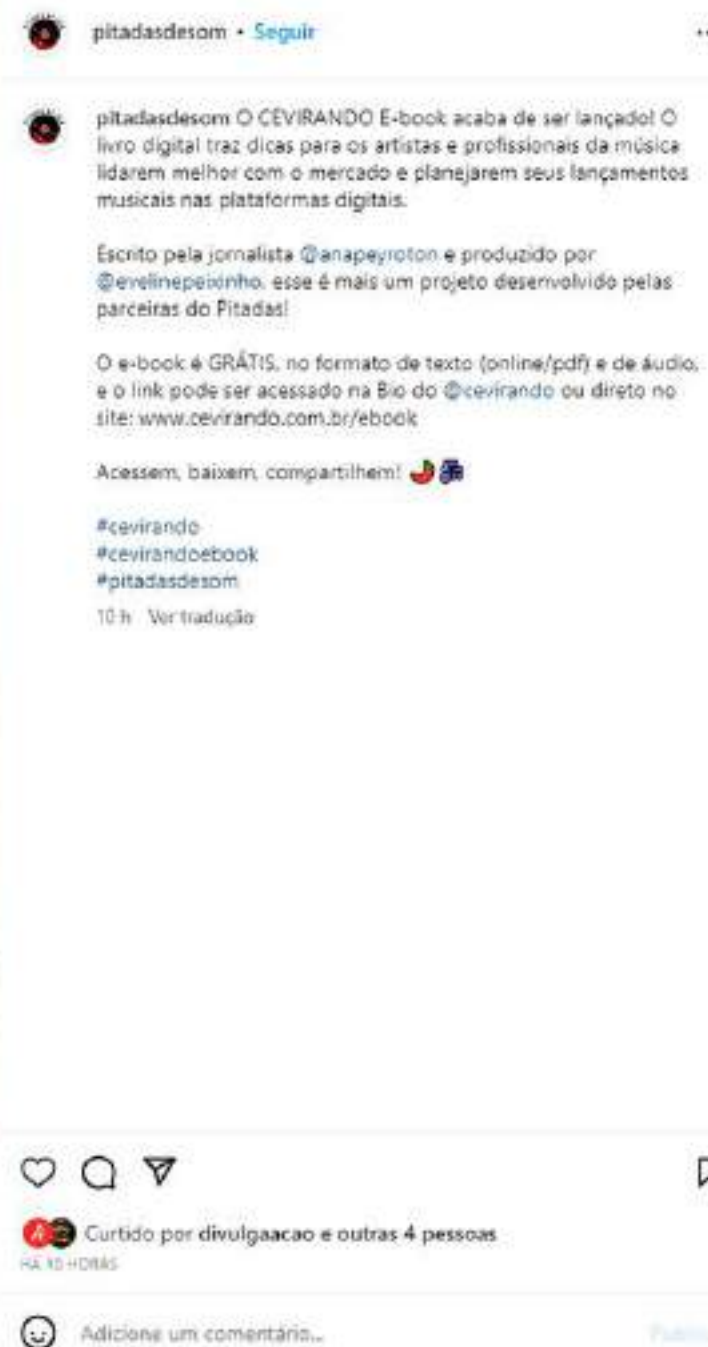 pitadasdesom • Seguir
pitadasdesom O CEVIRANDO E-book acaba de ser lançado! O
livro digital traz dicas para os artistas e profissionais da música
lidarem melhor com o mercado e planejarem seus lançamentos
musicais nas plataformas digitais.
Escrito pela jornalista @anapeyroton e produzido por
@evelinepeixinho, esse é mais um projeto desenvolvido pelas
parceiras do Pitadas!
O e-book é GRÁTIS, no formato de texto (online/pdf) e de áudio,
e o link pode ser acessado na Bio do @cevirando ou direto no
site: www.cevirando.com.br/ebook
Acessem, baixem, compartilhem!
#cevirando
#cevirandoebook
#pitadasdesom
10 h Ver tradução
Curtido por divulgaacao e outras 4 pessoas
HÁ 10 HORAS
Adicione um comentário...